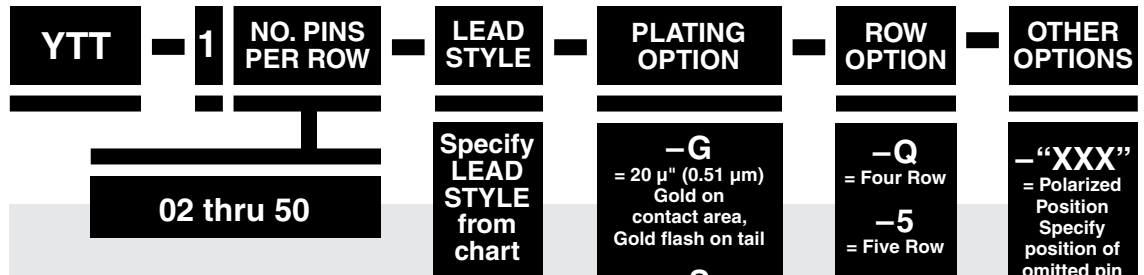 YTT
1
NO. PINS
PER ROW
LEAD
STYLE
PLATING
OPTION
ROW
OPTION
OTHER
OPTIONS
02 thru 50
Specify
LEAD
STYLE
from
chart
–G
= 20 µ" (0.51 µm)
Gold on
contact area,
Gold flash on tail
–Q
= Four Row
–5
= Five Row
–“XXX”
= Polarized
Position
Specify
position of
omitted pin